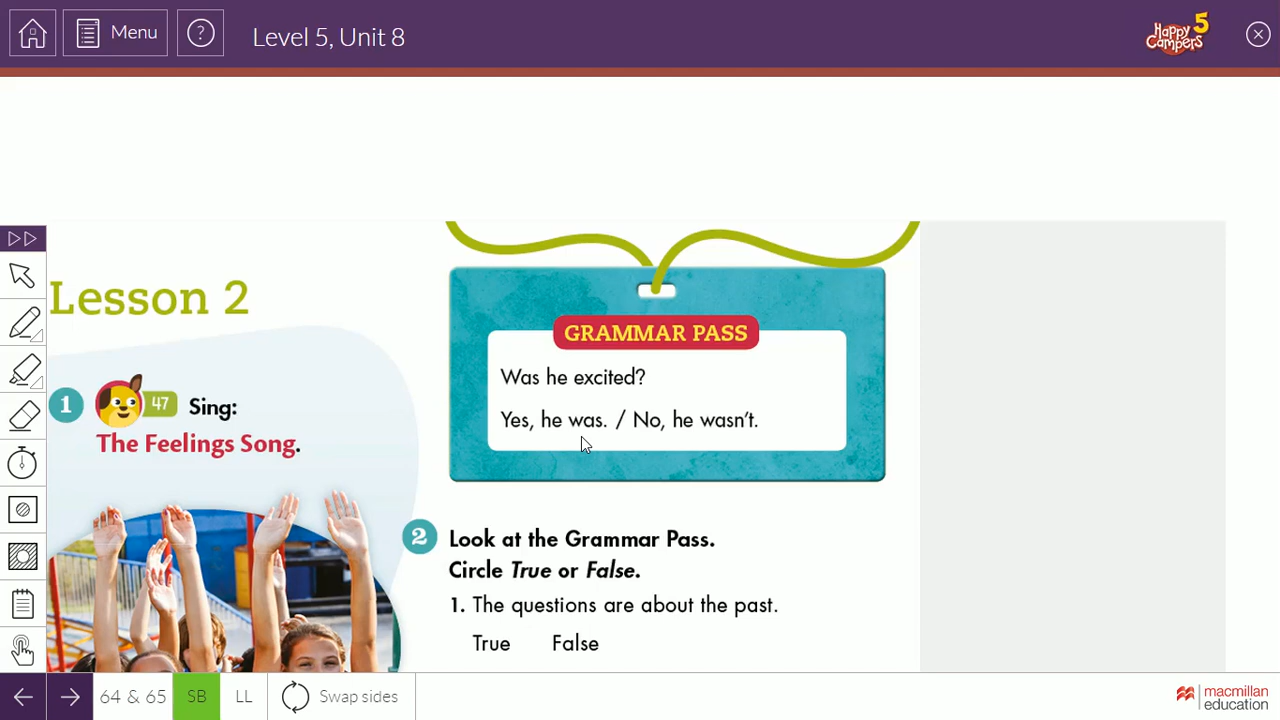 Menu
?
Level 5, Unit 8
Happy Campers 5
Lesson 2
1 47 Sing:
The Feelings Song.
GRAMMAR PASS
Was he excited?
Yes, he was. / No, he wasn't.
2 Look at the Grammar Pass.
Circle True or False.
1. The questions are about the past.
True False
64 & 65 SB LL Swap sides
macmillan
education